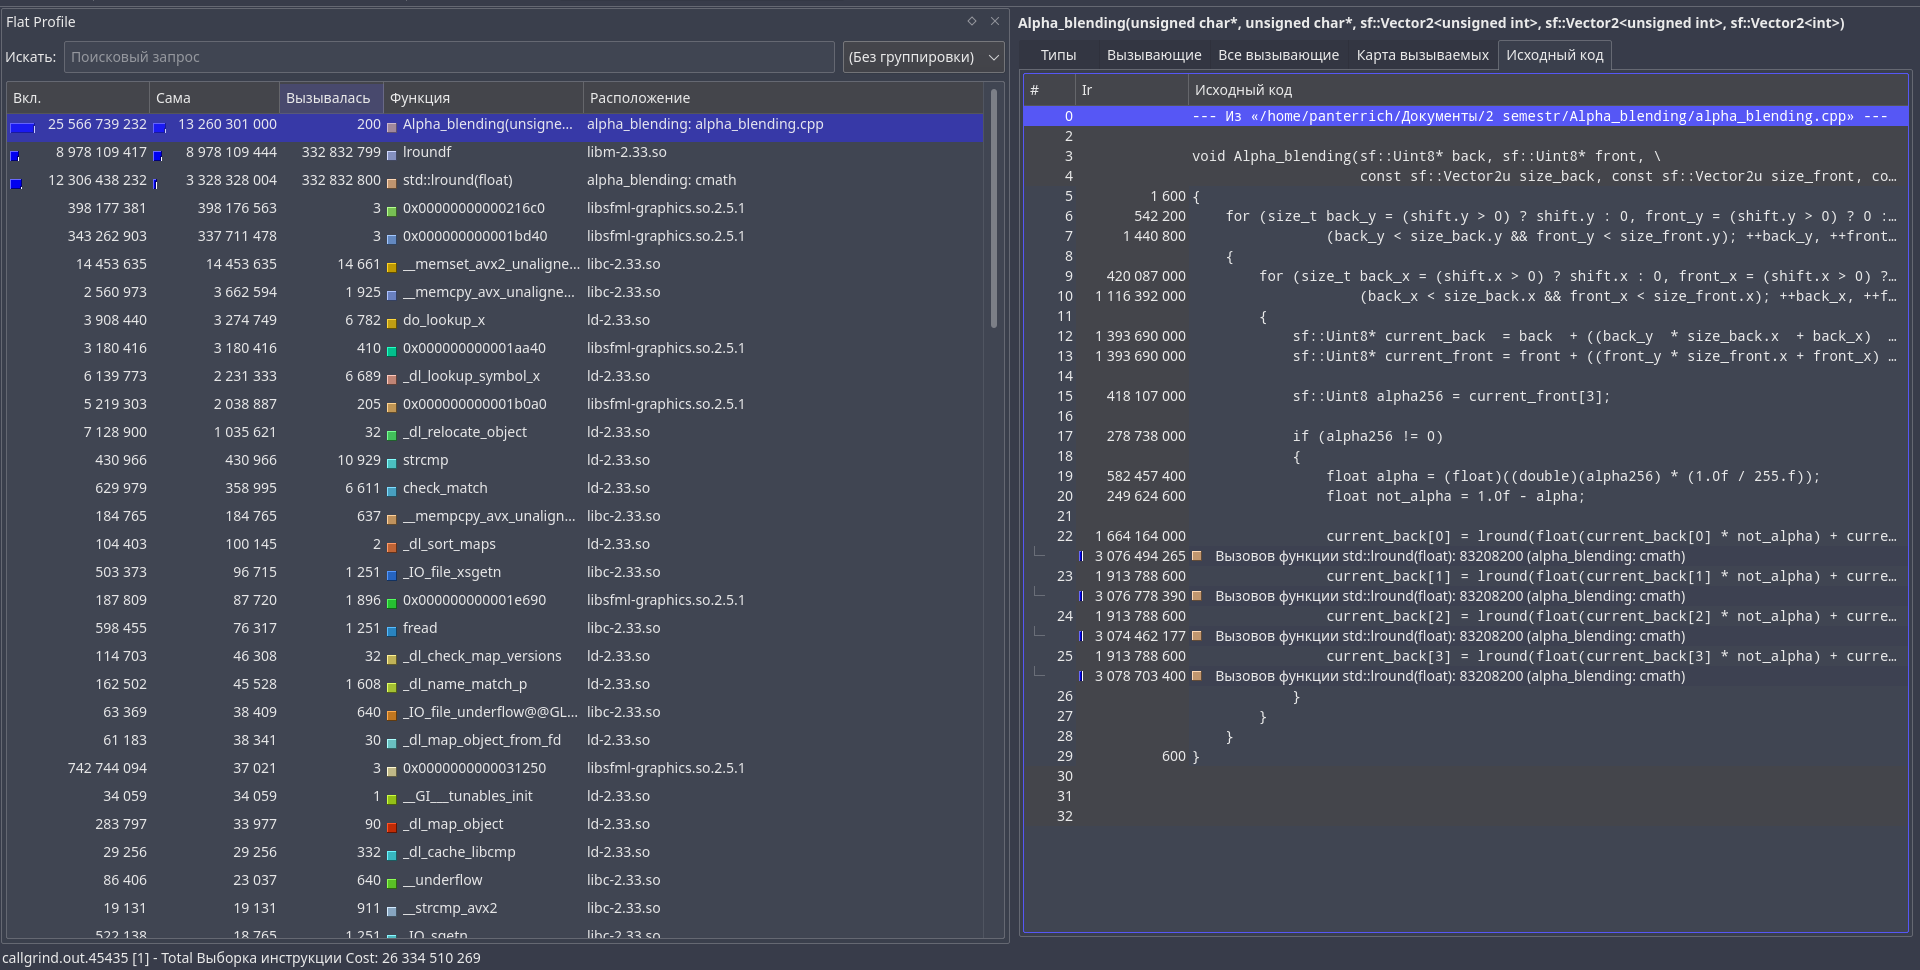 Flat Profile
Искать: Поисковый запрос (Без группировки)
Вкл. Сама Вызывалась Функция Расположение
25 566 739 232 13 260 301 000 200 Alpha_blending(unsigne... alpha_blending: alpha_blending.cpp
8 978 109 417 8 978 109 444 332 832 799 lroundf libm-2.33.so
12 306 438 232 3 328 328 004 332 832 800 std::lround(float) alpha_blending: cmath
398 177 381 398 176 563 3 0x00000000000216c0 libsfml-graphics.so.2.5.1
343 262 903 337 711 478 3 0x000000000001bd40 libsfml-graphics.so.2.5.1
14 453 635 14 453 635 14 661 __memset_avx2_unaligne... libc-2.33.so
2 560 973 3 662 594 1 925 __memcpy_avx_unaligne... libc-2.33.so
3 908 440 3 274 749 6 782 do_lookup_x ld-2.33.so
3 180 416 3 180 416 410 0x000000000001aa40 libsfml-graphics.so.2.5.1
6 139 773 2 231 333 6 689 _dl_lookup_symbol_x ld-2.33.so
5 219 303 2 038 887 205 0x000000000001b0a0 libsfml-graphics.so.2.5.1
7 128 900 1 035 621 32 _dl_relocate_object ld-2.33.so
430 966 430 966 10 929 strcmp ld-2.33.so
629 979 358 995 6 611 check_match ld-2.33.so
184 765 184 765 637 __mempcpy_avx_unalign... libc-2.33.so
104 403 100 145 2 _dl_sort_maps ld-2.33.so
503 373 96 715 1 251 _IO_file_xsgetn libc-2.33.so
187 809 87 720 1 896 0x000000000001e690 libsfml-graphics.so.2.5.1
598 455 76 317 1 251 fread libc-2.33.so
114 703 46 308 32 _dl_check_map_versions ld-2.33.so
162 502 45 528 1 608 _dl_name_match_p ld-2.33.so
63 369 38 409 640 _IO_file_underflow@@GL... libc-2.33.so
61 183 38 341 30 _dl_map_object_from_fd ld-2.33.so
742 744 094 37 021 3 0x0000000000031250 libsfml-graphics.so.2.5.1
34 059 34 059 1 __GI___tunables_init ld-2.33.so
283 797 33 977 90 _dl_map_object ld-2.33.so
29 256 29 256 332 _dl_cache_libcmp ld-2.33.so
86 406 23 037 640 __underflow libc-2.33.so
19 131 19 131 911 __strcmp_avx2 libc-2.33.so
522 138 18 765 1 251 _IO_sgetn libc-2.33.so
callgrind.out.45435 [1] - Total Выборка инструкции Cost: 26 334 510 269
Alpha_blending(unsigned char*, unsigned char*, sf::Vector2<unsigned int>, sf::Vector2<unsigned int>, sf::Vector2<int>)
Типы Вызывающие Все вызывающие Карта вызываемых Исходный код
# Ir Исходный код
0 --- Из «/home/panterrich/Документы/2 semestr/Alpha_blending/alpha_blending.cpp» ---
2
3 void Alpha_blending(sf::Uint8* back, sf::Uint8* front, \
4 const sf::Vector2u size_back, const sf::Vector2u size_front, co…
5 1 600 {
6 542 200 for (size_t back_y = (shift.y > 0) ? shift.y : 0, front_y = (shift.y > 0) ? 0 :…
7 1 440 800 (back_y < size_back.y && front_y < size_front.y); ++back_y, ++front…
8 {
9 420 087 000 for (size_t back_x = (shift.x > 0) ? shift.x : 0, front_x = (shift.x > 0) ?…
10 1 116 392 000 (back_x < size_back.x && front_x < size_front.x); ++back_x, ++f…
11 {
12 1 393 690 000 sf::Uint8* current_back = back + ((back_y * size_back.x + back_x) …
13 1 393 690 000 sf::Uint8* current_front = front + ((front_y * size_front.x + front_x) …
14
15 418 107 000 sf::Uint8 alpha256 = current_front[3];
16
17 278 738 000 if (alpha256 != 0)
18 {
19 582 457 400 float alpha = (float)((double)(alpha256) * (1.0f / 255.f));
20 249 624 600 float not_alpha = 1.0f - alpha;
21
22 1 664 164 000 current_back[0] = lround(float(current_back[0] * not_alpha) + curre…
3 076 494 265 Вызовов функции std::lround(float): 83208200 (alpha_blending: cmath)
23 1 913 788 600 current_back[1] = lround(float(current_back[1] * not_alpha) + curre…
3 076 778 390 Вызовов функции std::lround(float): 83208200 (alpha_blending: cmath)
24 1 913 788 600 current_back[2] = lround(float(current_back[2] * not_alpha) + curre…
3 074 462 177 Вызовов функции std::lround(float): 83208200 (alpha_blending: cmath)
25 1 913 788 600 current_back[3] = lround(float(current_back[3] * not_alpha) + curre…
3 078 703 400 Вызовов функции std::lround(float): 83208200 (alpha_blending: cmath)
26 }
27 }
28 }
29 600 }
30
31
32